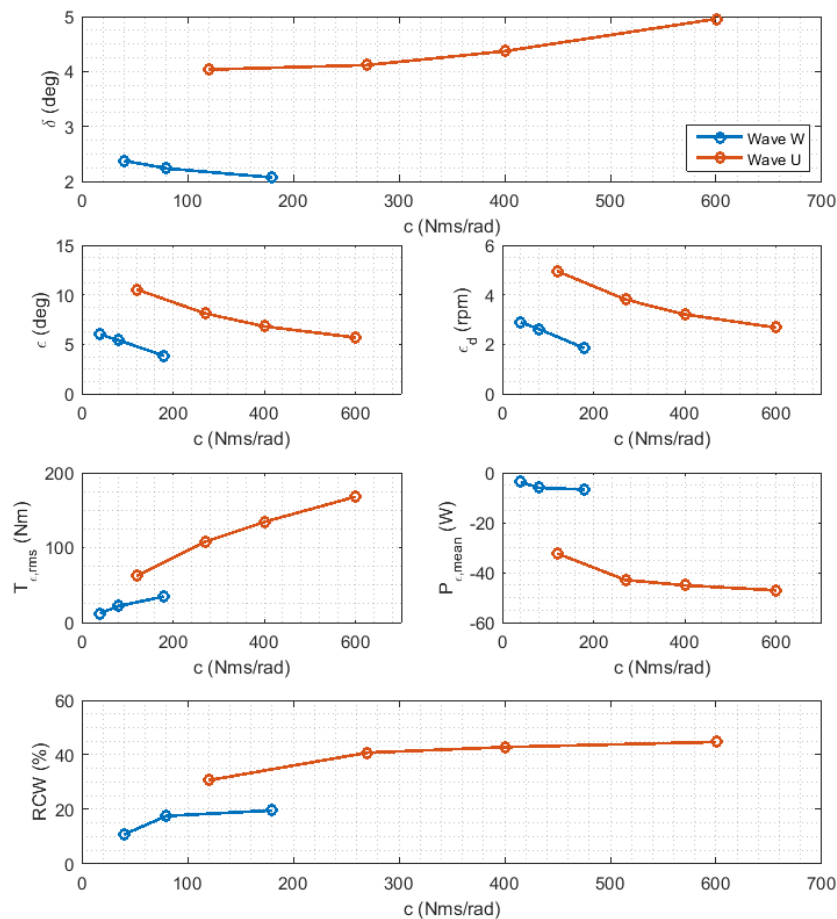 5
4
3
2
δ (deg)
Wave W
Wave U
0 100 200 300 400 500 600 700
c (Nms/rad)
15
10
5
0
ϵ (deg)
0 200 400 600
c (Nms/rad)
6
4
2
0
ϵd (rpm)
0 200 400 600
c (Nms/rad)
200
100
0
Tϵ,rms (Nm)
0 200 400 600
c (Nms/rad)
0
-20
-40
-60
Pϵ,mean (W)
0 200 400 600
c (Nms/rad)
60
40
20
0
RCW (%)
0 100 200 300 400 500 600 700
c (Nms/rad)